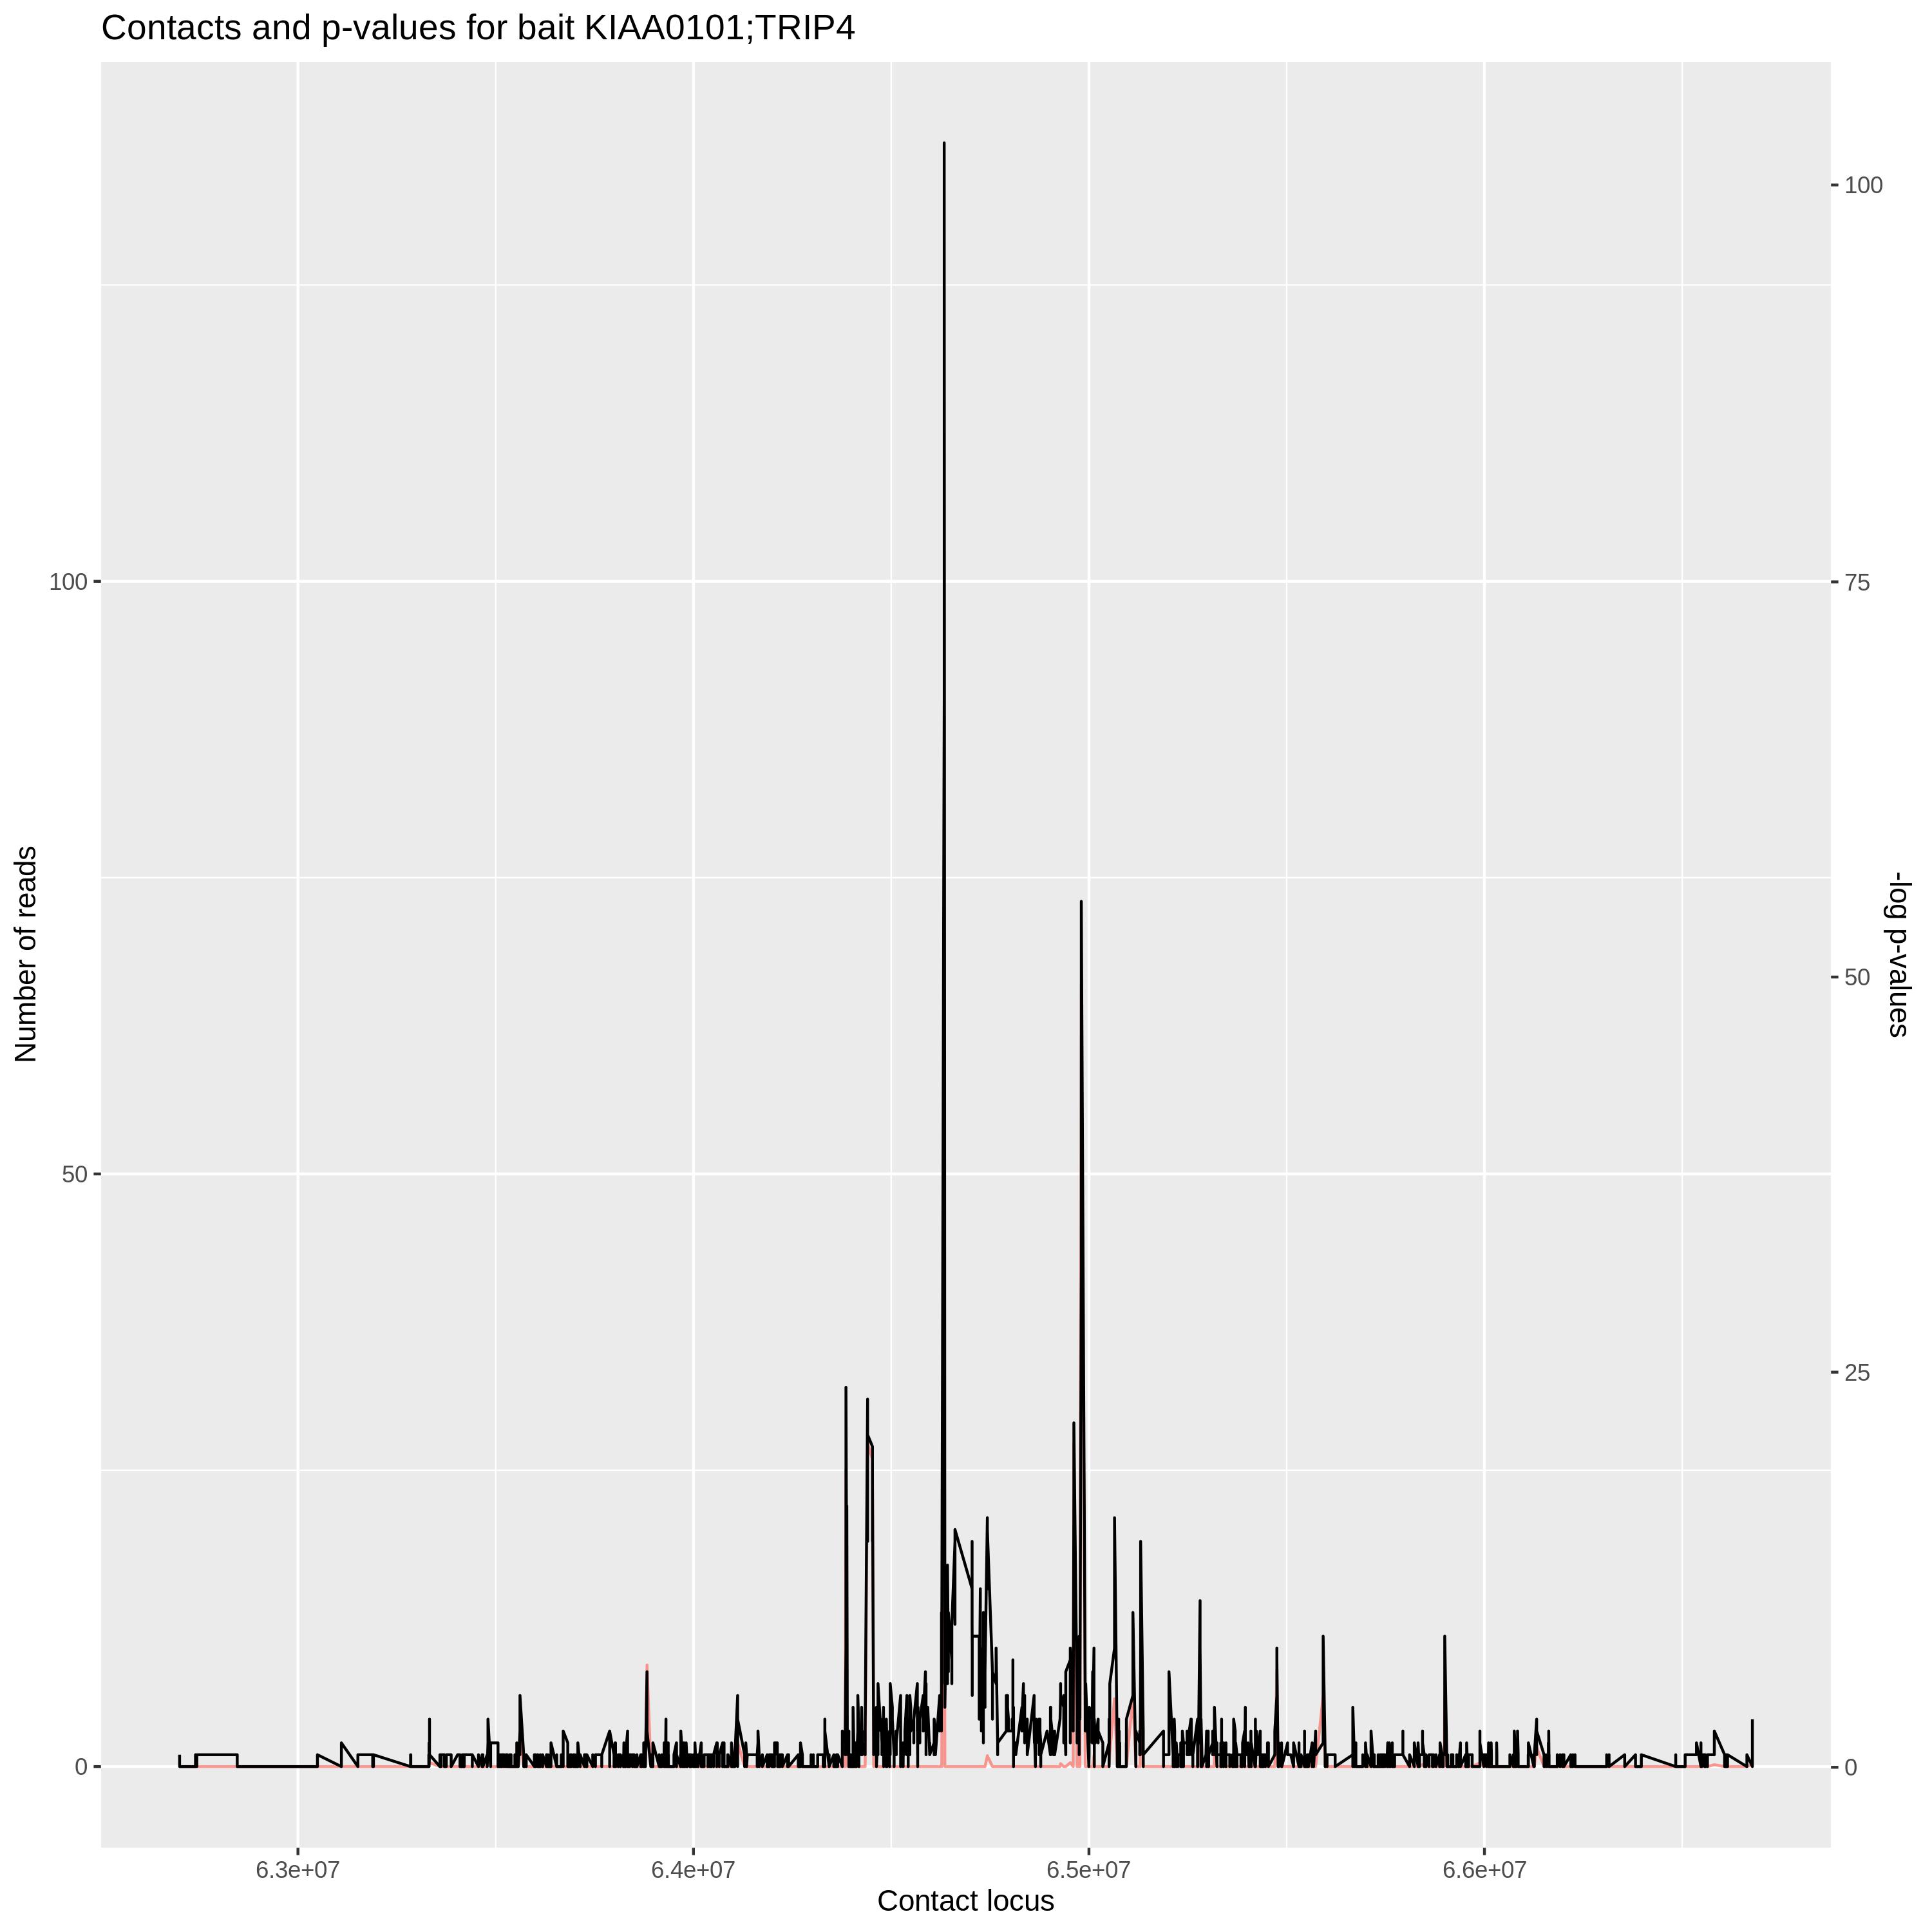 Contacts and p-values for bait KIAA0101;TRIP4
100
50
0
Number of reads
100
75
50
25
0
-log p-values
6.3e+07 6.4e+07 6.5e+07 6.6e+07
Contact locus